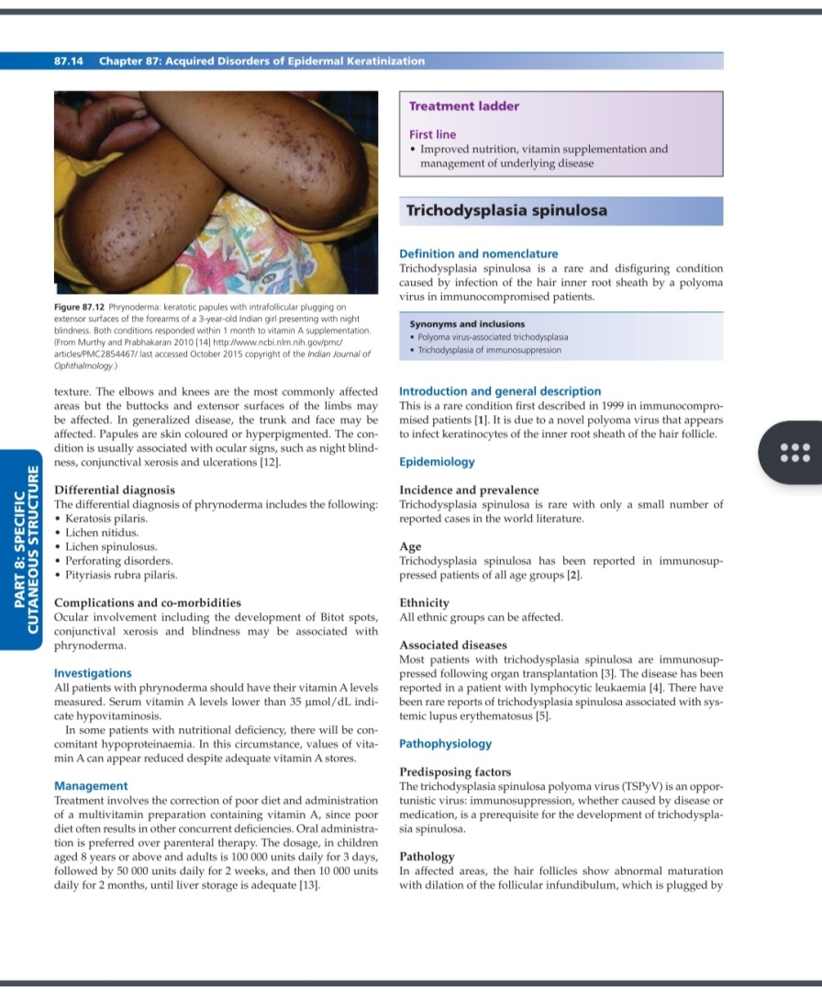 87.14 Chapter 87: Acquired Disorders of Epidermal Keratinization
Figure 87.12 Phrynoderma: keratotic papules with intrafollicular plugging on
extensor surfaces of the forearms of a 3-year-old Indian girl presenting with night
blindness. Both conditions responded within 1 month to vitamin A supplementation.
(From Murthy and Prabhakaran 2010 [14] http://www.ncbi.nlm.nih.gov/pmc/
articles/PMC2854467/ last accessed October 2015 copyright of the Indian Journal of
Ophthalmology.)
texture. The elbows and knees are the most commonly affected
areas but the buttocks and extensor surfaces of the limbs may
be affected. In generalized disease, the trunk and face may be
affected. Papules are skin coloured or hyperpigmented. The con-
dition is usually associated with ocular signs, such as night blind-
ness, conjunctival xerosis and ulcerations [12].
Differential diagnosis
The differential diagnosis of phrynoderma includes the following:
• Keratosis pilaris.
• Lichen nitidus.
• Lichen spinulosus.
• Perforating disorders.
• Pityriasis rubra pilaris.
Complications and co-morbidities
Ocular involvement including the development of Bitot spots,
conjunctival xerosis and blindness may be associated with
phrynoderma.
Investigations
All patients with phrynoderma should have their vitamin A levels
measured. Serum vitamin A levels lower than 35 μmol/dL indi-
cate hypovitaminosis.
In some patients with nutritional deficiency, there will be con-
comitant hypoproteinaemia. In this circumstance, values of vita-
min A can appear reduced despite adequate vitamin A stores.
Management
Treatment involves the correction of poor diet and administration
of a multivitamin preparation containing vitamin A, since poor
diet often results in other concurrent deficiencies. Oral administra-
tion is preferred over parenteral therapy. The dosage, in children
aged 8 years or above and adults is 100 000 units daily for 3 days,
followed by 50 000 units daily for 2 weeks, and then 10 000 units
daily for 2 months, until liver storage is adequate [13].
Treatment ladder
First line
• Improved nutrition, vitamin supplementation and
management of underlying disease
Trichodysplasia spinulosa
Definition and nomenclature
Trichodysplasia spinulosa is a rare and disfiguring condition
caused by infection of the hair inner root sheath by a polyoma
virus in immunocompromised patients.
Synonyms and inclusions
• Polyoma virus-associated trichodysplasia
• Trichodysplasia of immunosuppression
Introduction and general description
This is a rare condition first described in 1999 in immunocompro-
mised patients [1]. It is due to a novel polyoma virus that appears
to infect keratinocytes of the inner root sheath of the hair follicle.
Epidemiology
Incidence and prevalence
Trichodysplasia spinulosa is rare with only a small number of
reported cases in the world literature.
Age
Trichodysplasia spinulosa has been reported in immunosup-
pressed patients of all age groups [2].
Ethnicity
All ethnic groups can be affected.
Associated diseases
Most patients with trichodysplasia spinulosa are immunosup-
pressed following organ transplantation [3]. The disease has been
reported in a patient with lymphocytic leukaemia [4]. There have
been rare reports of trichodysplasia spinulosa associated with sys-
temic lupus erythematosus [5].
Pathophysiology
Predisposing factors
The trichodysplasia spinulosa polyoma virus (TSPyV) is an oppor-
tunistic virus: immunosuppression, whether caused by disease or
medication, is a prerequisite for the development of trichodyspla-
sia spinulosa.
Pathology
In affected areas, the hair follicles show abnormal maturation
with dilation of the follicular infundibulum, which is plugged by
PART 8: SPECIFIC
CUTANEOUS STRUCTURE